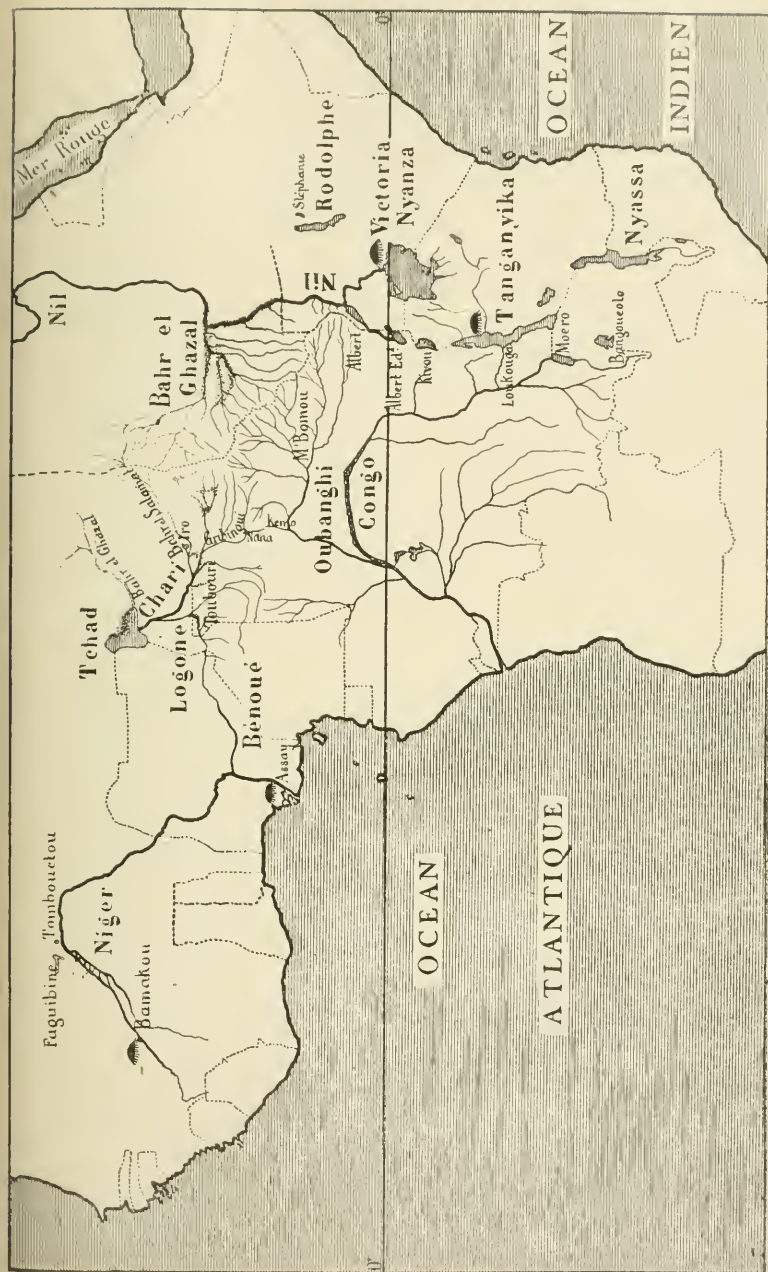 Mer Rouge
Nil
Bahr el
Ghazal
Tchad
Bahr el Ghazal
Bahr Salamat
Chari
Iro
Logone
Toubouri
Gribingui
Nana
Kemo
M'Bomou
Oubanghi
Congo
Bénoué
Assay
Faguibine
Tombouctou
Niger
Bamakou
Stéphanie
Rodolphe
Nil
Albert
Victoria
Nyanza
Albert Ed.
Kivou
Tanganyika
Loukouga
Moero
Bangoueolo
Nyassa
OCEAN
INDIEN
OCEAN
ATLANTIQUE